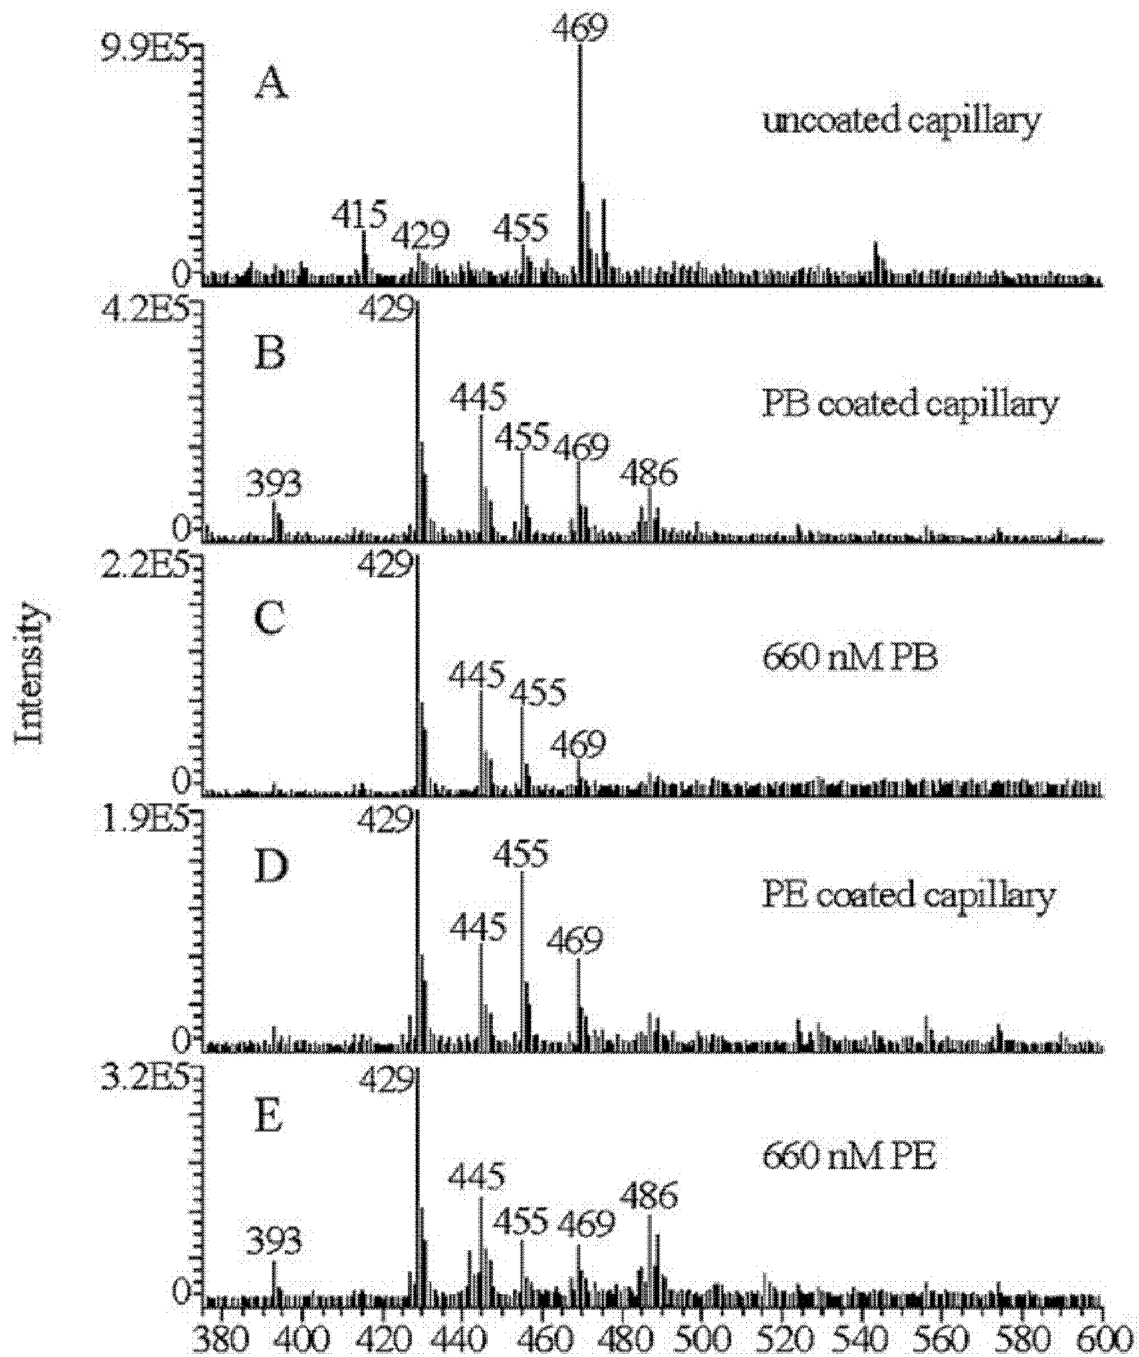 9.9E5
469
A
uncoated capillary
415
429
455
0
4.2E5
429
B
445
PB coated capillary
455
469
486
393
0
2.2E5
429
C
445
455
660 nM PB
469
0
Intensity
1.9E5
429
D
455
PE coated capillary
445
469
0
3.2E5
429
E
660 nM PE
445
486
455
469
393
0
380 400 420 440 460 480 500 520 540 560 580 600